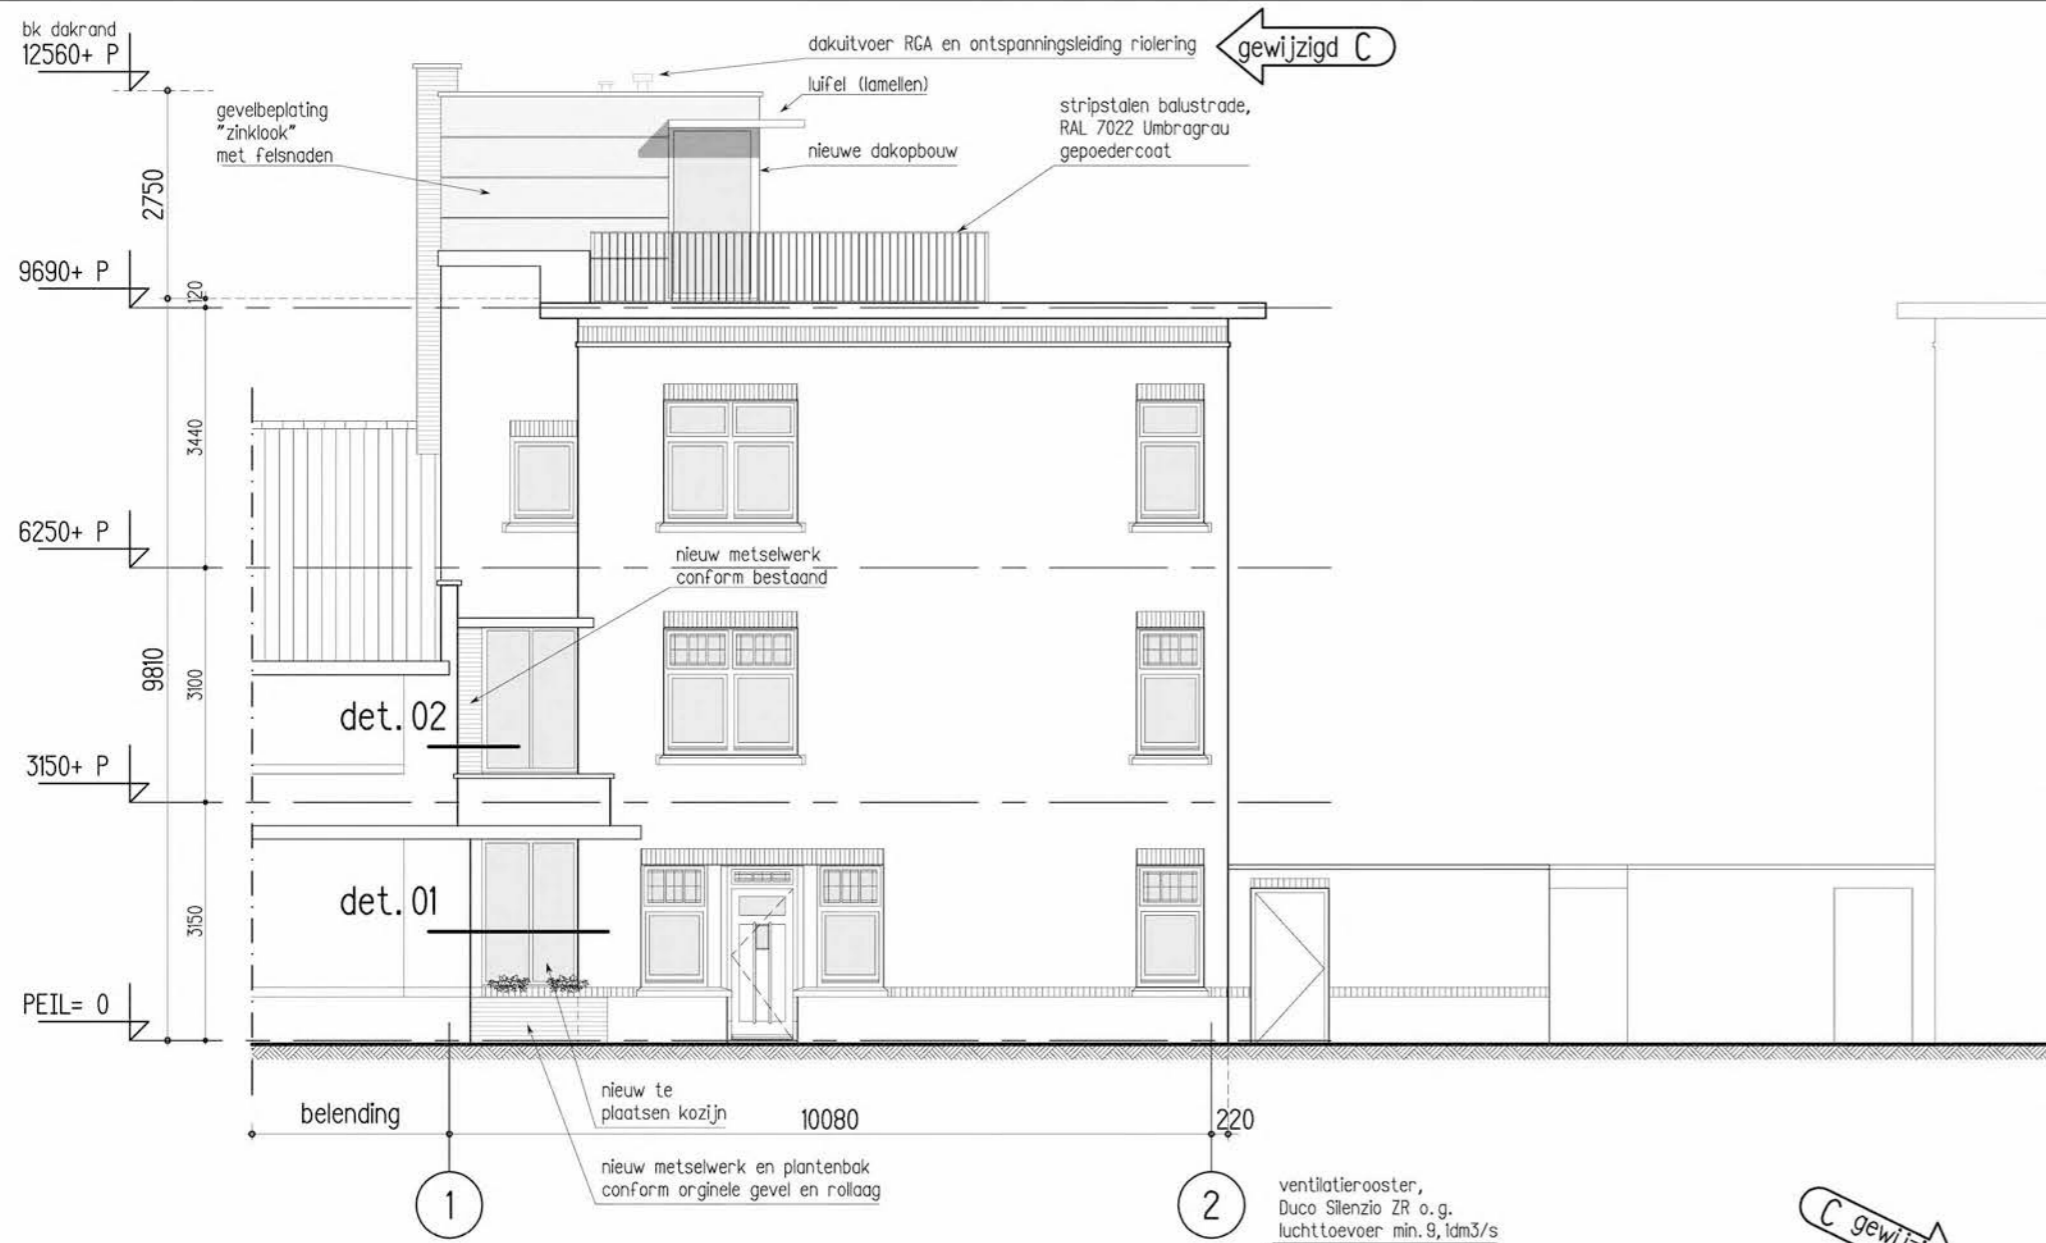 bk dakrand
12560+ P
dakuitvoer RGA en ontspanningsleiding riolering
gewijzigd C
luifel (lamellen)
gevelbeplating
"zinklook"
met felsnaden
stripstalen balustrade,
RAL 7022 Umbragrau
gepoedercoat
nieuwe dakopbouw
2750
9690+ P
120
3440
6250+ P
nieuw metselwerk
conform bestaand
9810
3100
det. 02
3150+ P
det. 01
3150
PEIL= 0
nieuw te
plaatsen kozijn
belending
10080
220
nieuw metselwerk en plantenbak
conform orginele gevel en rollaag
1
2
ventilatierooster,
Duco Silenzio ZR o.g.
luchttoevoer min. 9,1dm3/s
C